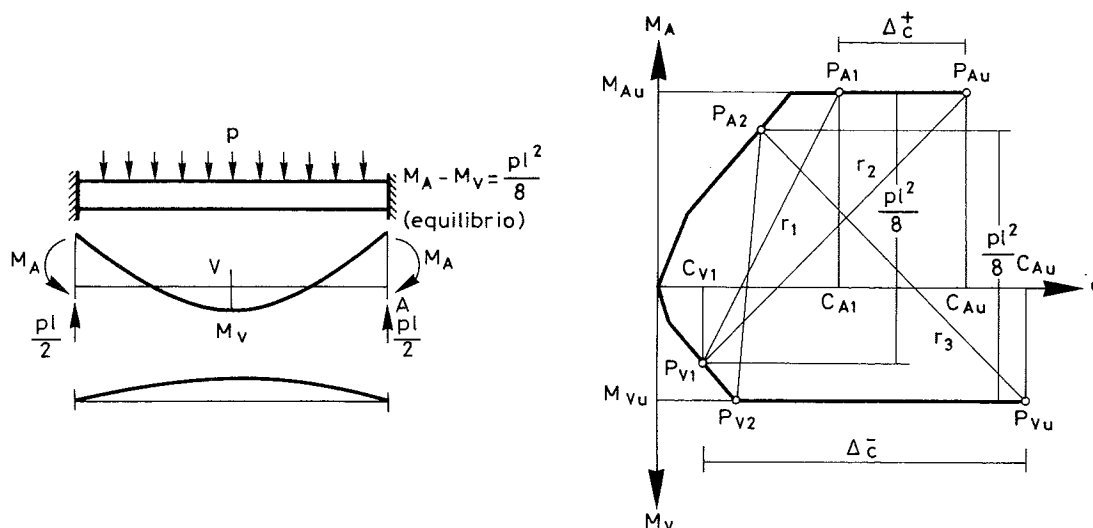 p
M_A - M_V = pl²/8
(equilibrio)
M_A
M_A
V
A
M_V
pl/2
pl/2
M_A
Δ_c^+
M_Au
P_A1
P_Au
P_A2
r_2
r_1
pl²/8
pl²/8
C_V1
C_Au
C_A1
C_Au
c
r_3
P_V1
M_Vu
P_V2
P_Vu
Δ_c^-
M_V